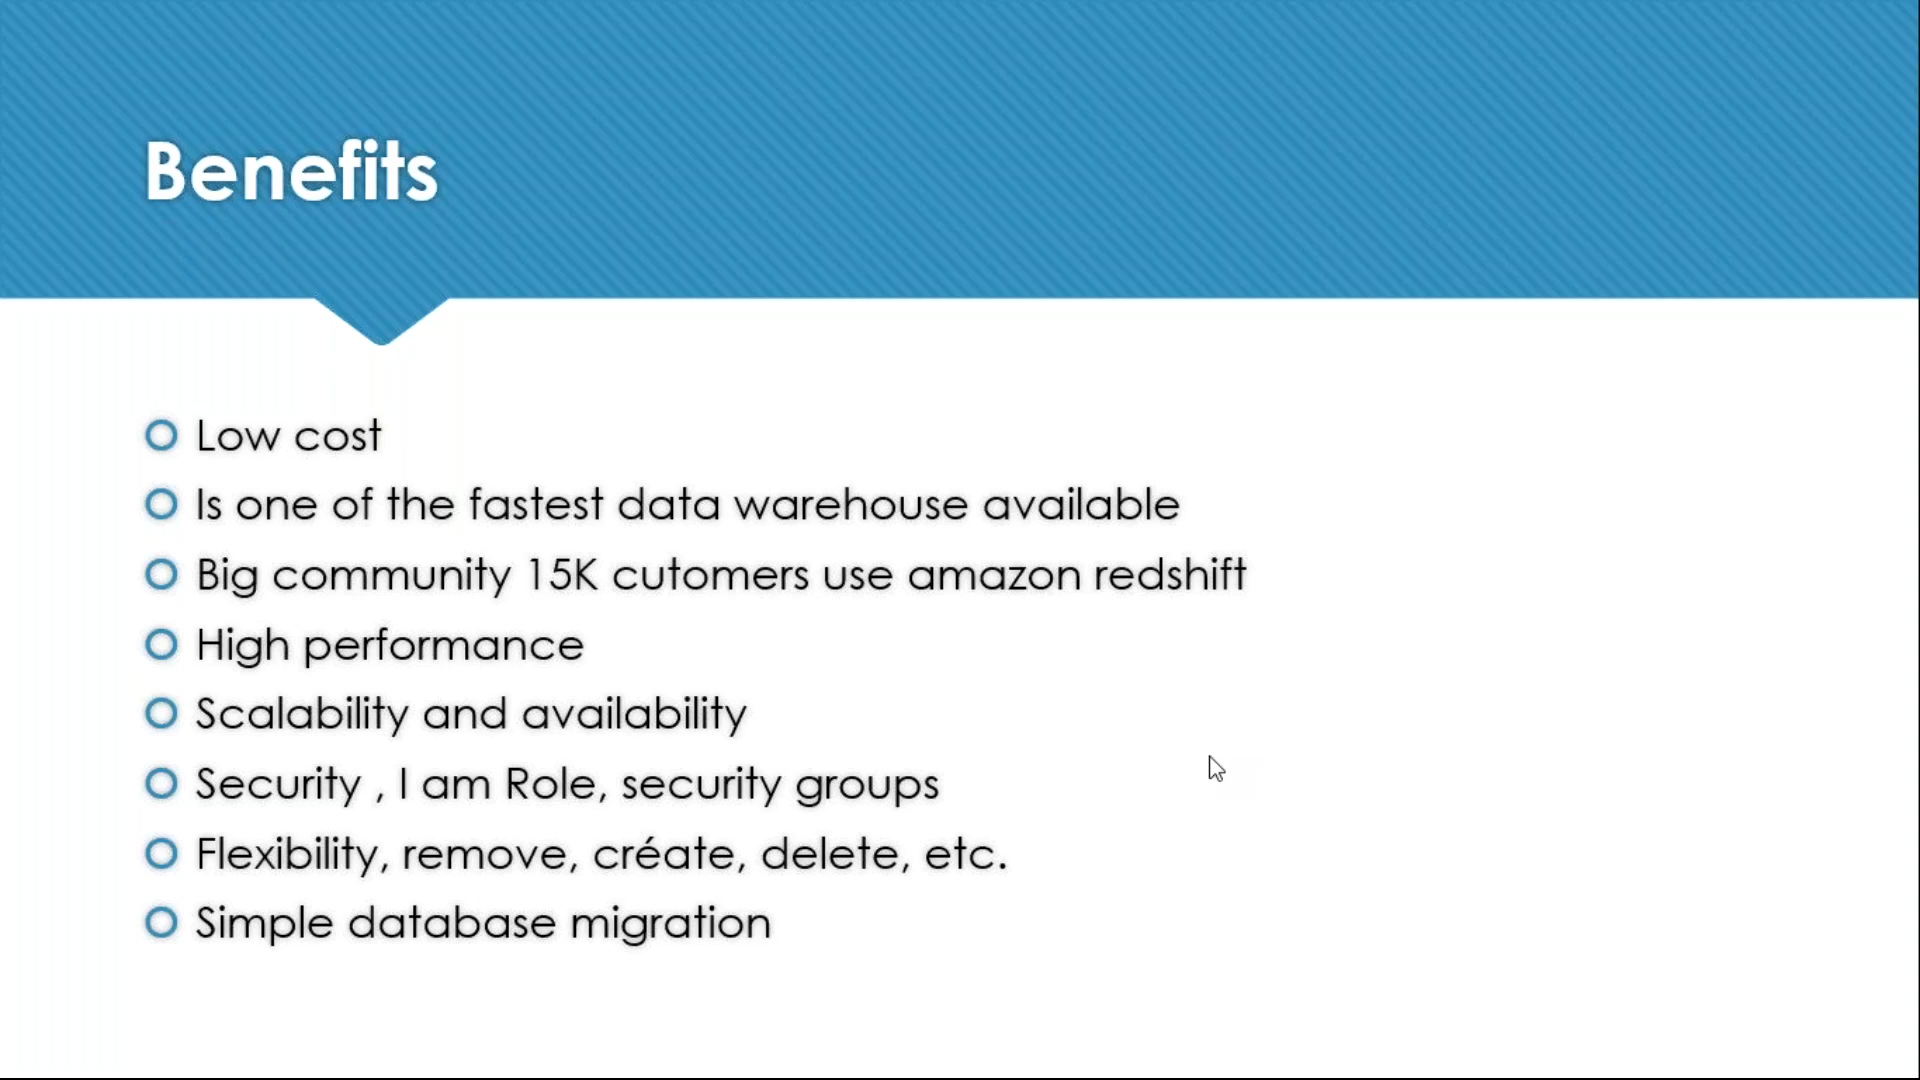 Benefits
Low cost
Is one of the fastest data warehouse available
Big community 15K cutomers use amazon redshift
High performance
Scalability and availability
Security , I am Role, security groups
Flexibility, remove, créate, delete, etc.
Simple database migration